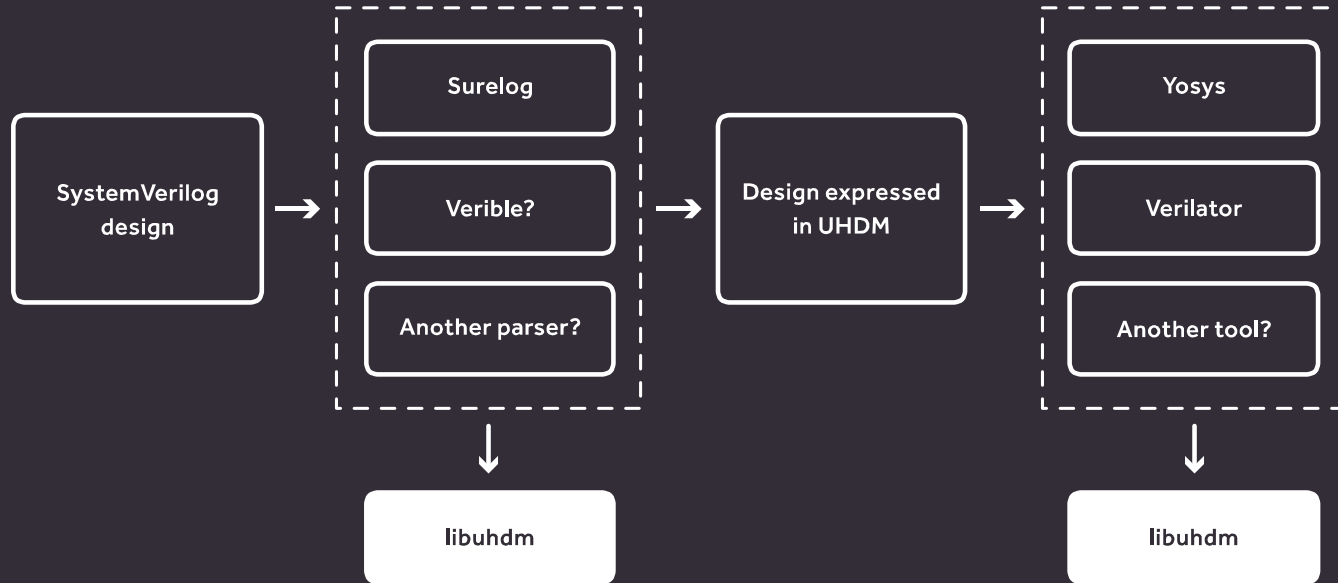 SystemVerilog
design
Surelog
Verible?
Another parser?
libuhdm
Design expressed
in UHDM
Yosys
Verilator
Another tool?
libuhdm